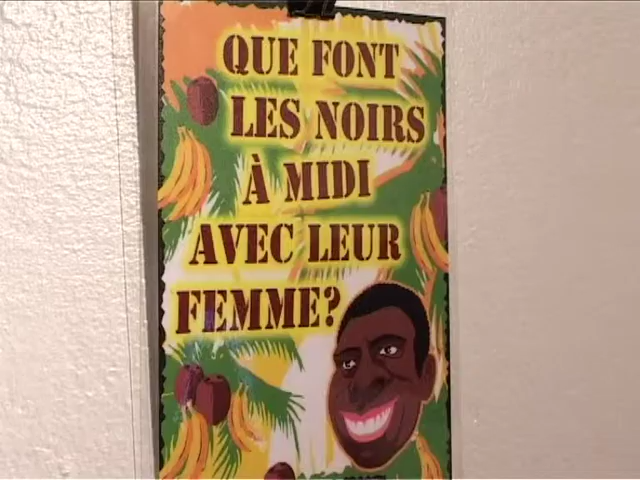 QUE FONT
LES NOIRS
À MIDI
AVEC LEUR
FEMME?